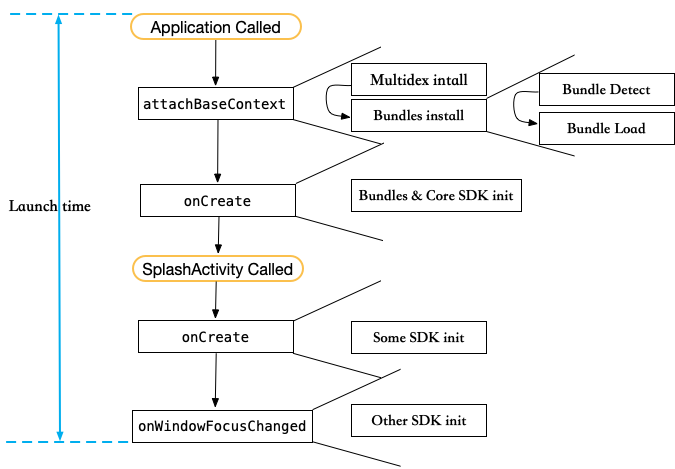 Application Called
Multidex intall
attachBaseContext
Bundles install
Bundle Detect
Bundle Load
onCreate
Bundles & Core SDK init
Launch time
SplashActivity Called
onCreate
Some SDK init
onWindowFocusChanged
Other SDK init